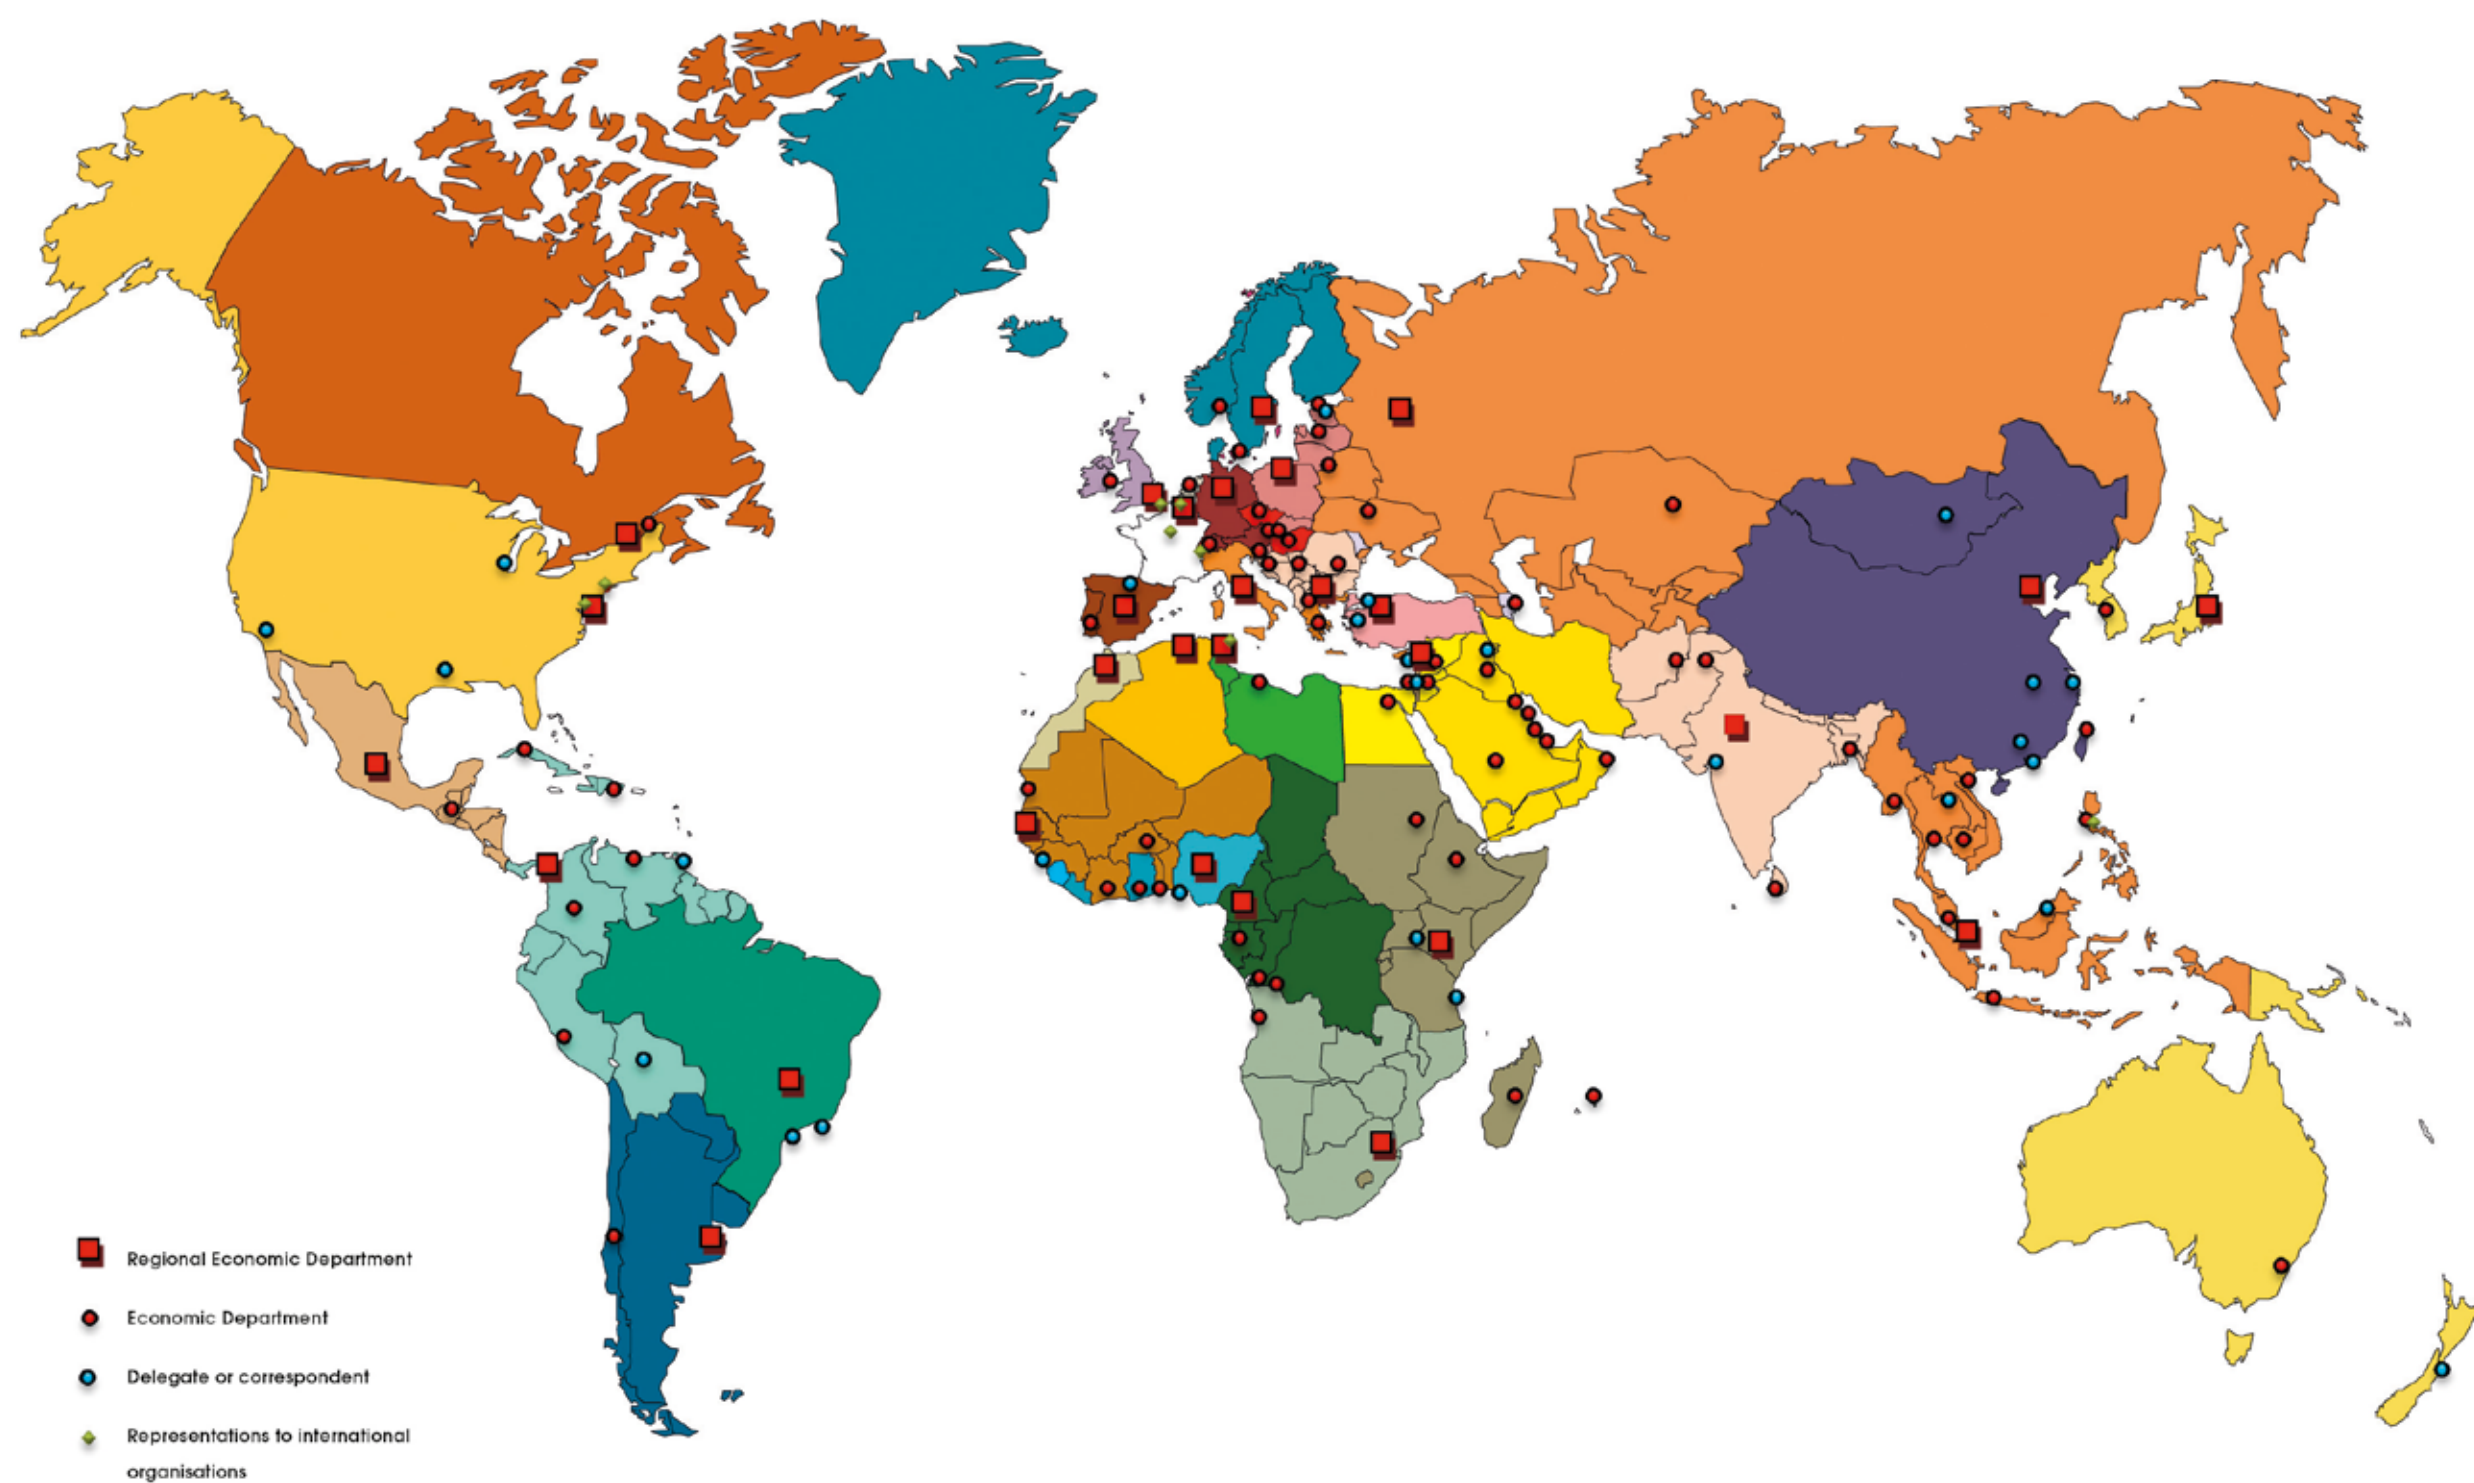 Regional Economic Department
Economic Department
Delegate or correspondent
Representations to international
organisations